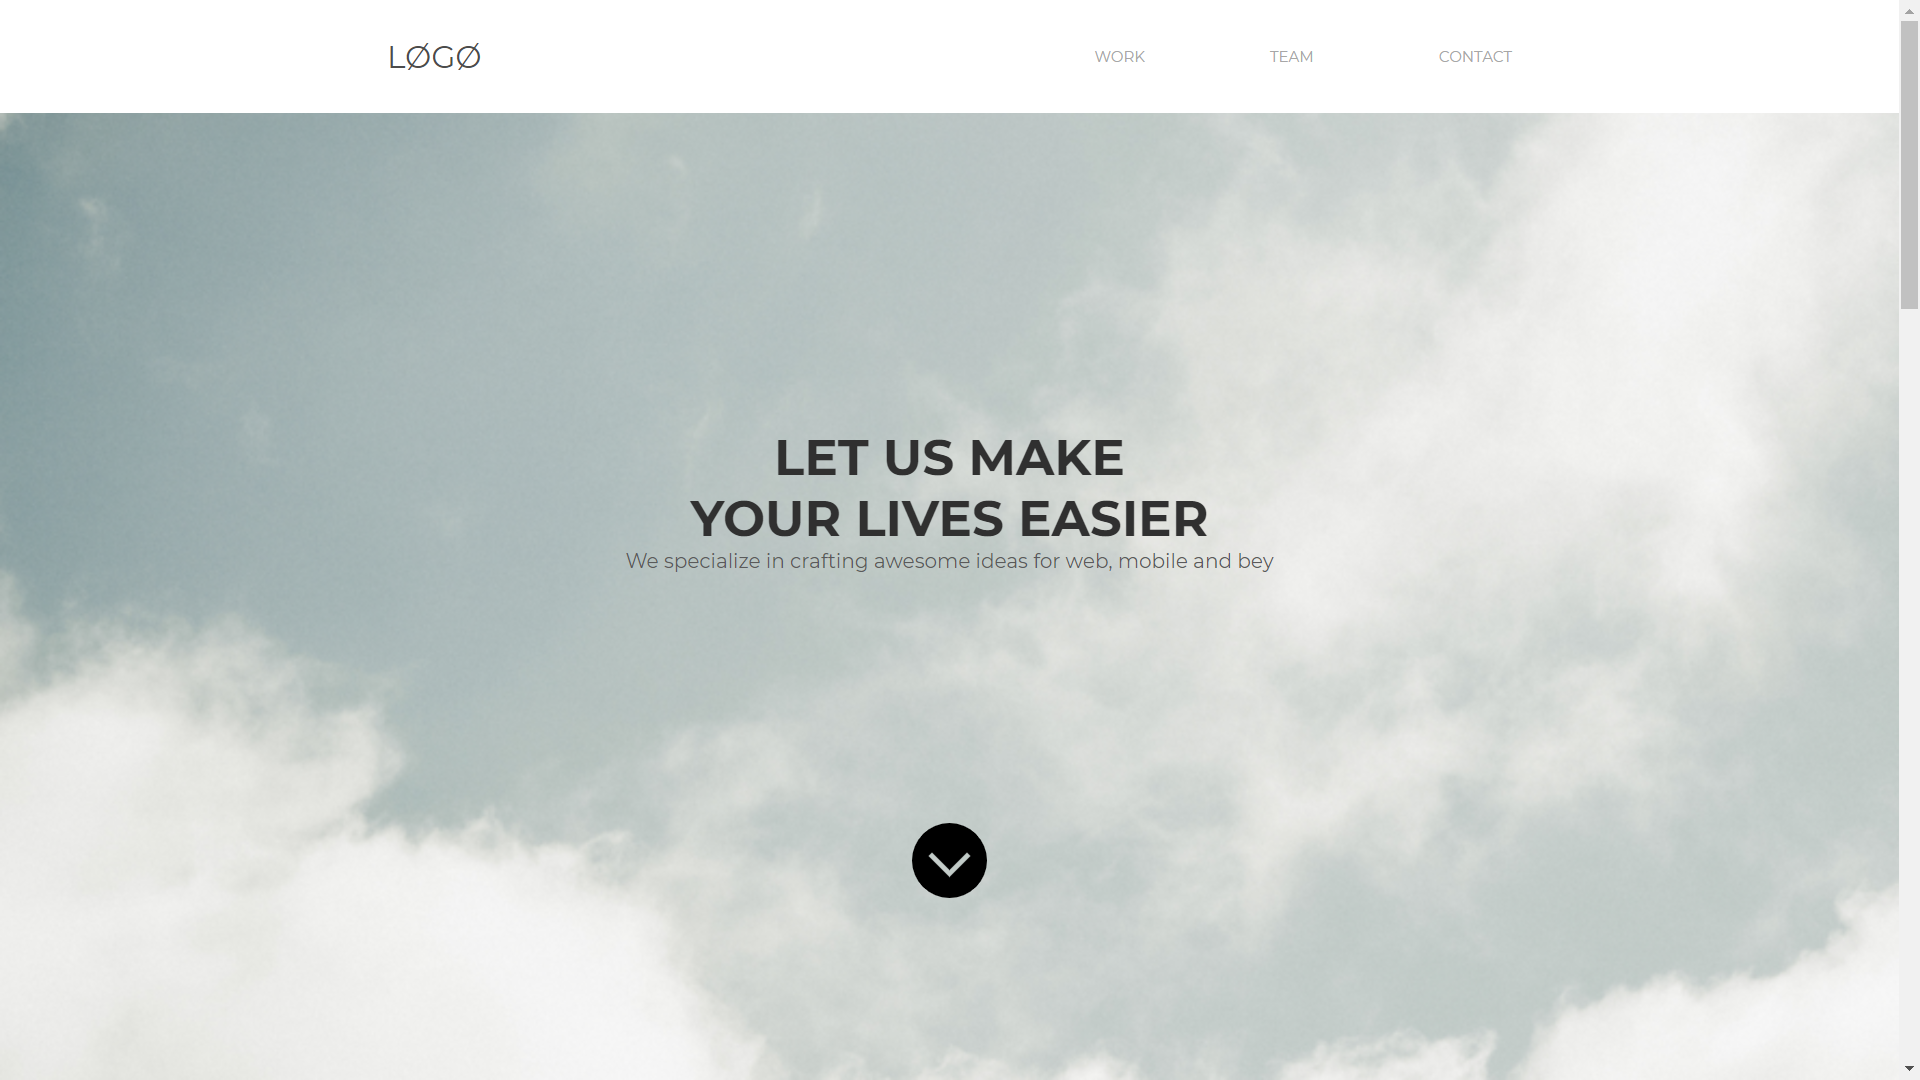 LØGØ
WORK
TEAM
CONTACT
LET US MAKE
YOUR LIVES EASIER
We specialize in crafting awesome ideas for web, mobile and bey